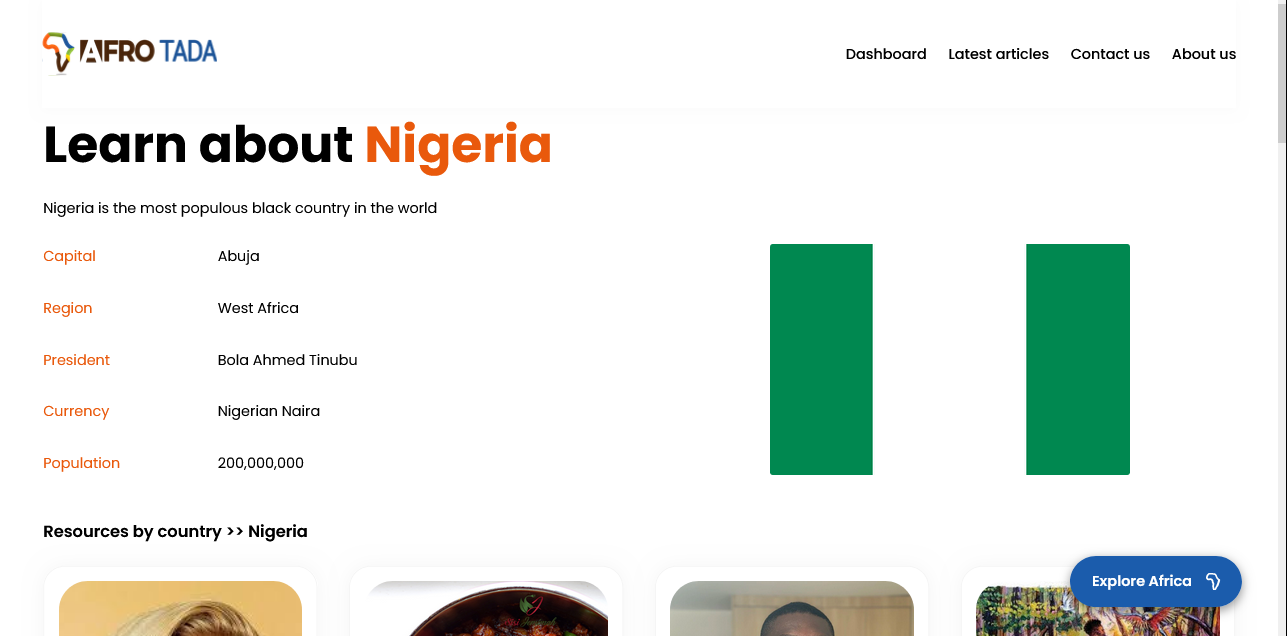 AFRO TADA
Dashboard Latest articles Contact us About us
Learn about Nigeria
Nigeria is the most populous black country in the world
Capital Abuja
Region West Africa
President Bola Ahmed Tinubu
Currency Nigerian Naira
Population 200,000,000
Resources by country >> Nigeria
Explore Africa